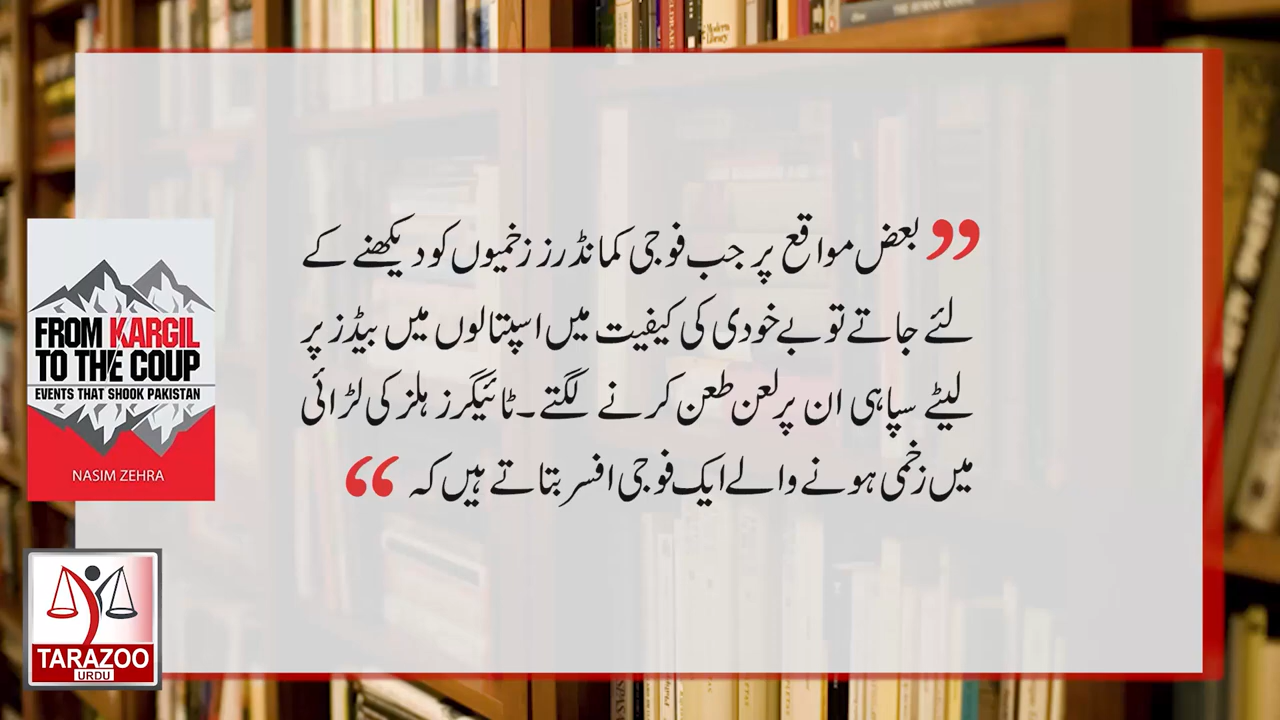 بعض مواقع پر جب فوجی کمانڈرز زخمیوں کو دیکھنے کے
لئے جاتے تو بے خودی کی کیفیت میں اسپتالوں میں بیڈز پر
لیٹے سپاہی ان پر لعن طعن کرنے لگتے۔ ٹائیگرز ہلز کی لڑائی
میں زخمی ہونے والے ایک فوجی افسر بتاتے ہیں کہ
FROM KARGIL
TO THE COUP
EVENTS THAT SHOOK PAKISTAN
NASIM ZEHRA
TARAZOO
URDU